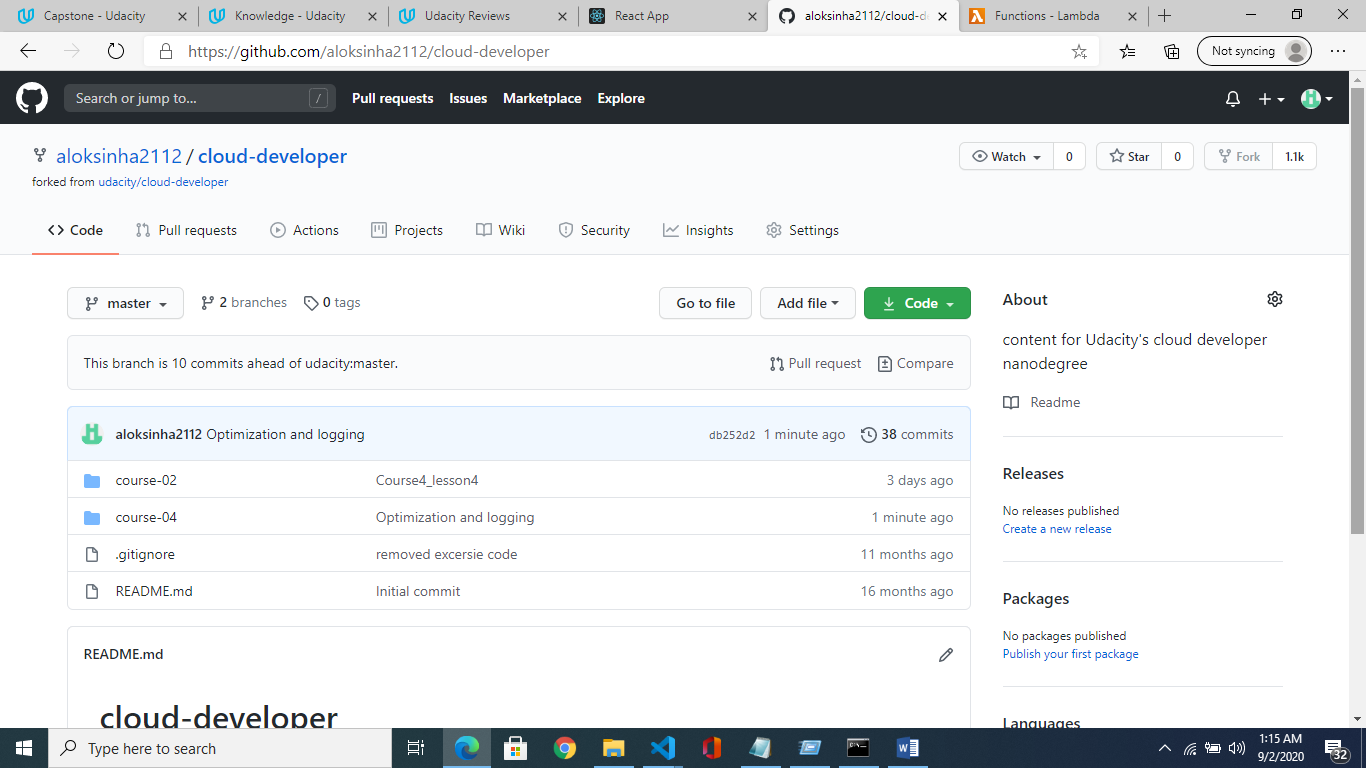 Capstone - Udacity
Knowledge - Udacity
Udacity Reviews
React App
aloksinha2112/cloud-de
Functions - Lambda
https://github.com/aloksinha2112/cloud-developer
Not syncing
Search or jump to...
/
Pull requests
Issues
Marketplace
Explore
aloksinha2112 / cloud-developer
forked from udacity/cloud-developer
Watch 0
Star 0
Fork 1.1k
Code
Pull requests
Actions
Projects
Wiki
Security
Insights
Settings
master
2 branches
0 tags
Go to file
Add file
Code
This branch is 10 commits ahead of udacity:master.
Pull request
Compare
aloksinha2112 Optimization and logging
db252d2 1 minute ago
38 commits
course-02 Course4_lesson4 3 days ago
course-04 Optimization and logging 1 minute ago
.gitignore removed excersie code 11 months ago
README.md Initial commit 16 months ago
README.md
cloud-developer
About
content for Udacity's cloud developer
nanodegree
Readme
Releases
No releases published
Create a new release
Packages
No packages published
Publish your first package
Languages
Type here to search
1:15 AM
9/2/2020
32